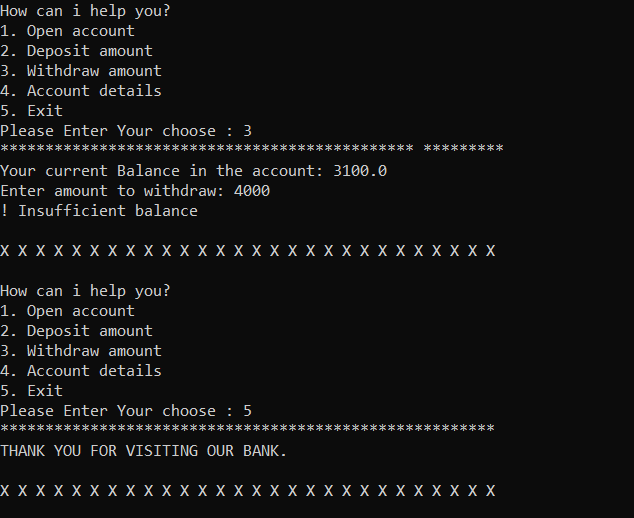 How can i help you?
1. Open account
2. Deposit amount
3. Withdraw amount
4. Account details
5. Exit
Please Enter Your choose : 3
********************************************** *********
Your current Balance in the account: 3100.0
Enter amount to withdraw: 4000
! Insufficient balance
X X X X X X X X X X X X X X X X X X X X X X X X X X X X
How can i help you?
1. Open account
2. Deposit amount
3. Withdraw amount
4. Account details
5. Exit
Please Enter Your choose : 5
*******************************************************
THANK YOU FOR VISITING OUR BANK.
X X X X X X X X X X X X X X X X X X X X X X X X X X X X